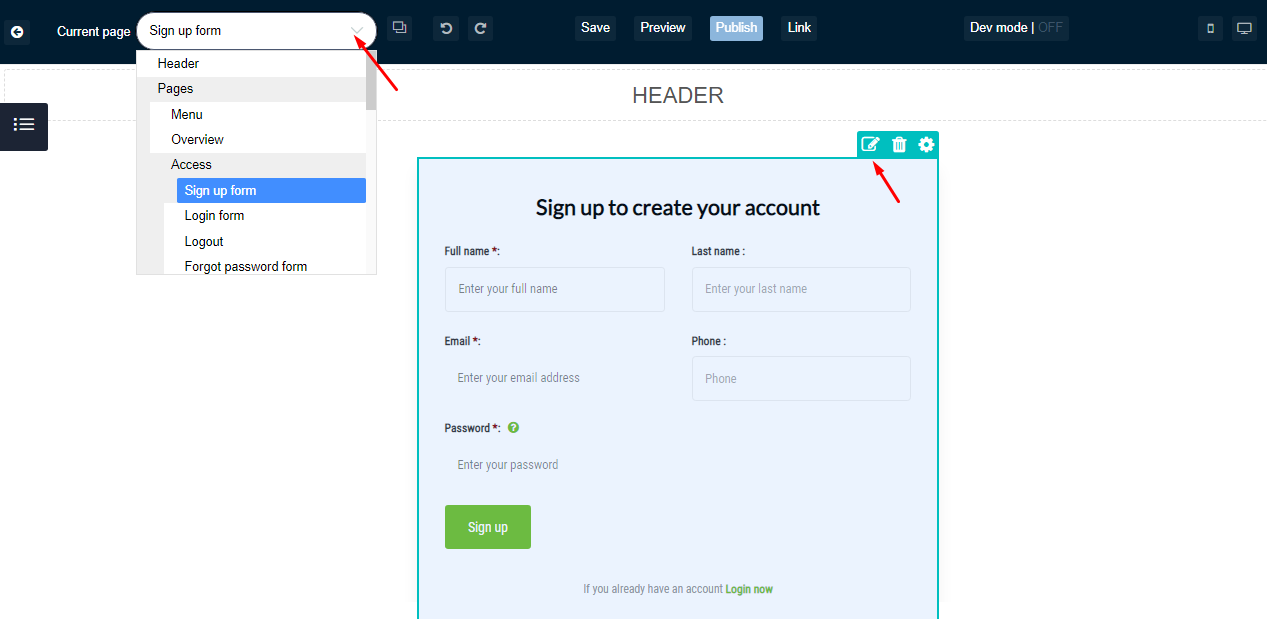 Current page Sign up form Save Preview Publish Link Dev mode | OFF
Header
Pages
Menu
Overview
Access
Sign up form
Login form
Logout
Forgot password form
HEADER
Sign up to create your account
Full name *: Last name :
Enter your full name Enter your last name
Email *: Phone :
Enter your email address Phone
Password *: ?
Enter your password
Sign up
If you already have an account Login now